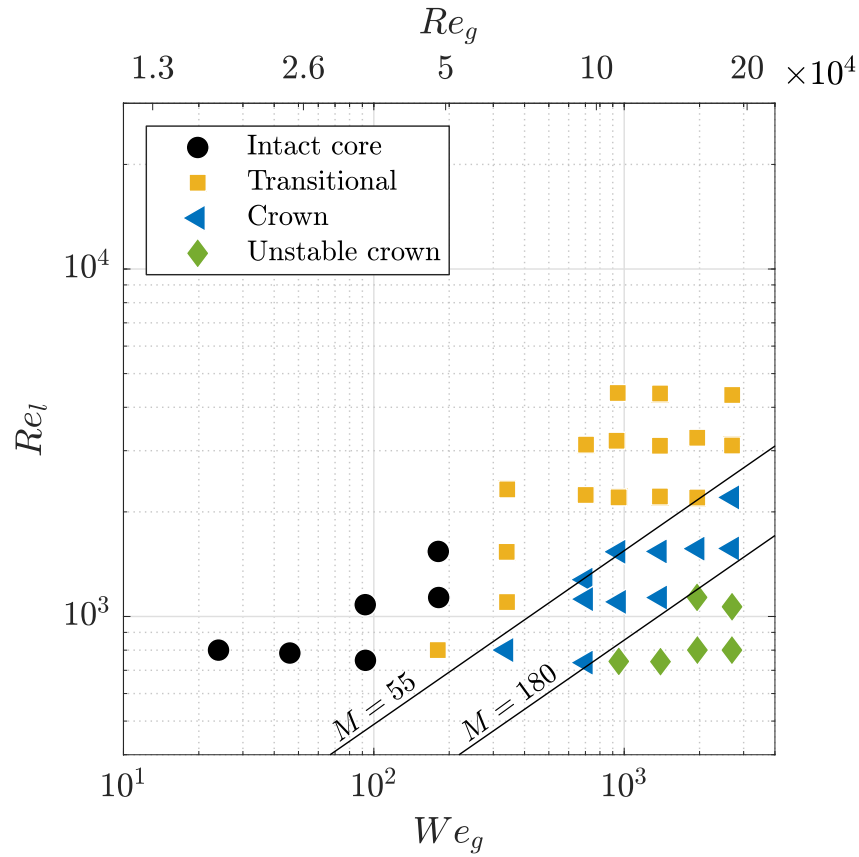 Re_g
1.3 2.6 5 10 20 ×10^4
Intact core
Transitional
Crown
Unstable crown
10^4
Re_l
10^3
M = 55
M = 180
10^1 10^2 10^3
We_g